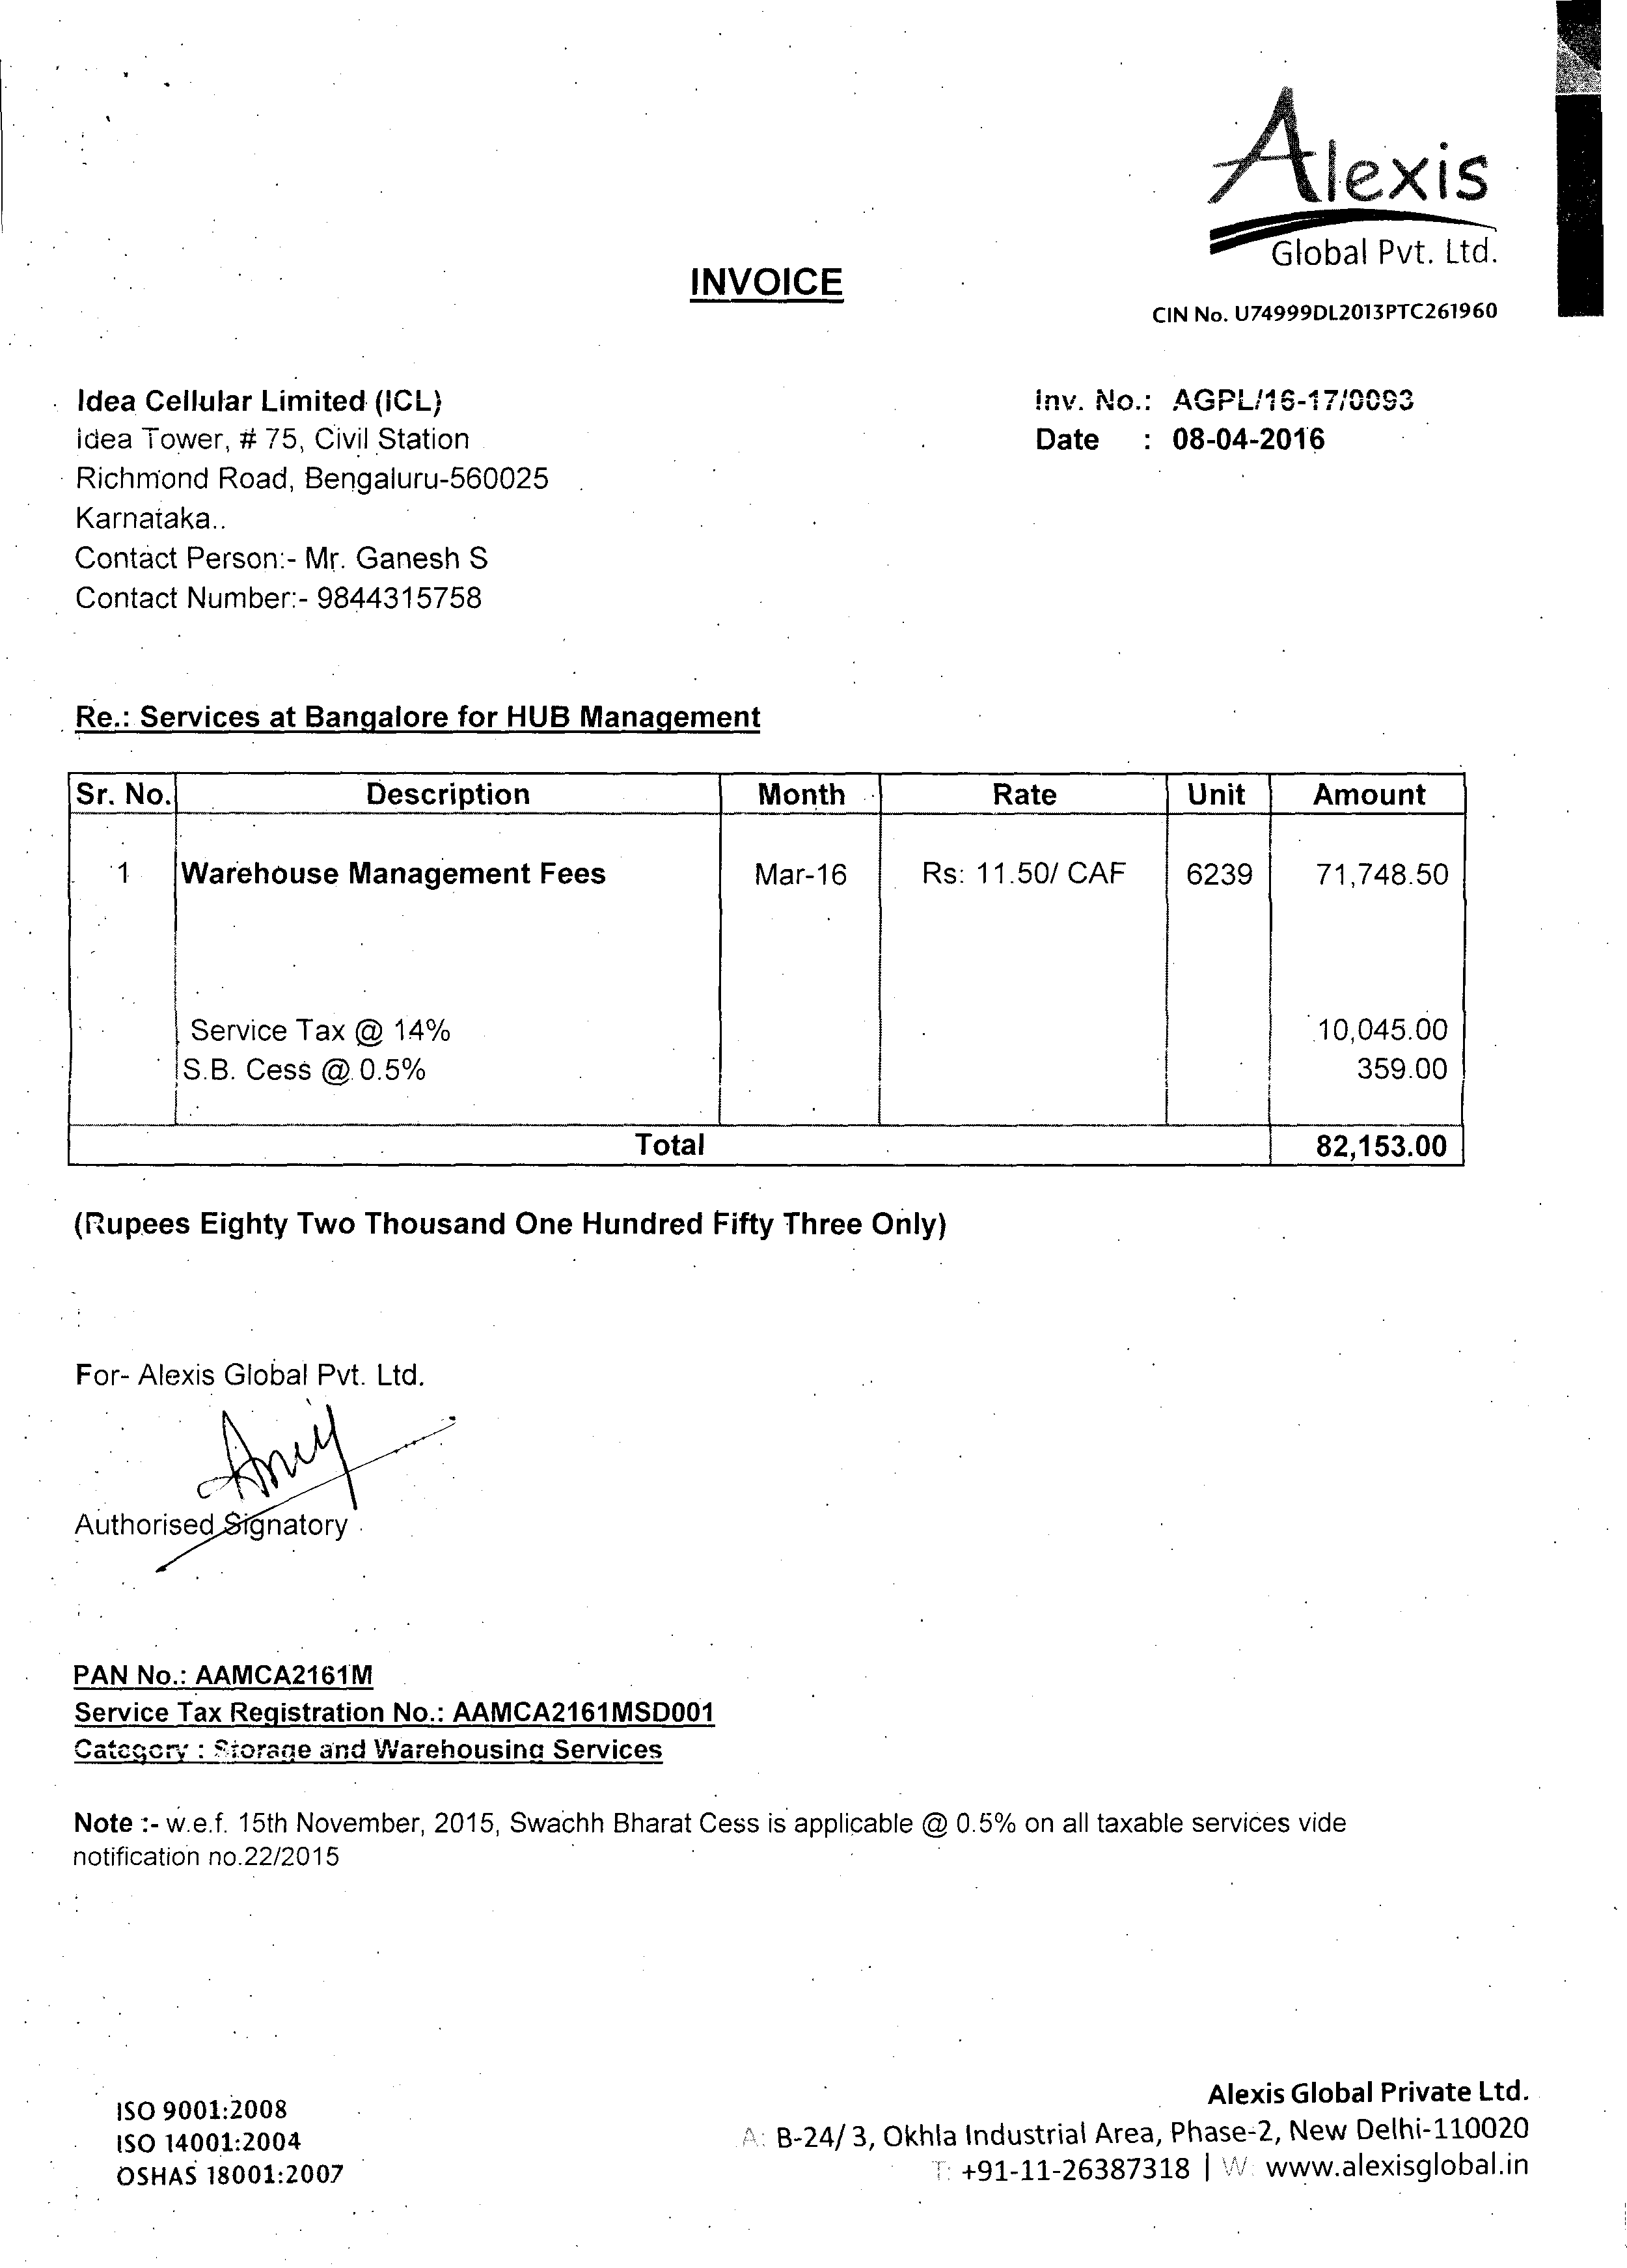 Alexis
Global Pvt. Ltd.
INVOICE
CIN No. U74999DL2013PTC261960
Idea Cellular Limited (ICL)
Idea Tower, # 75, Civil Station
Richmond Road, Bengaluru-560025
Karnataka..
Contact Person:- Mr. Ganesh S
Contact Number:- 9844315758
Inv. No.: AGPL/16-17/0093
Date : 08-04-2016
Re.: Services at Bangalore for HUB Management
Sr. No. Description Month Rate Unit Amount
1 Warehouse Management Fees Mar-16 Rs: 11.50/ CAF 6239 71,748.50
Service Tax @ 14% 10,045.00
S.B. Cess @ 0.5% 359.00
Total 82,153.00
(Rupees Eighty Two Thousand One Hundred Fifty Three Only)
For- Alexis Global Pvt. Ltd.
Authorised Signatory
PAN No.: AAMCA2161M
Service Tax Registration No.: AAMCA2161MSD001
Category : Storage and Warehousing Services
Note :- w.e.f. 15th November, 2015, Swachh Bharat Cess is applicable @ 0.5% on all taxable services vide
notification no.22/2015
ISO 9001:2008
ISO 14001:2004
OSHAS 18001:2007
Alexis Global Private Ltd.
A: B-24/ 3, Okhla Industrial Area, Phase-2, New Delhi-110020
T: +91-11-26387318 | W: www.alexisglobal.in